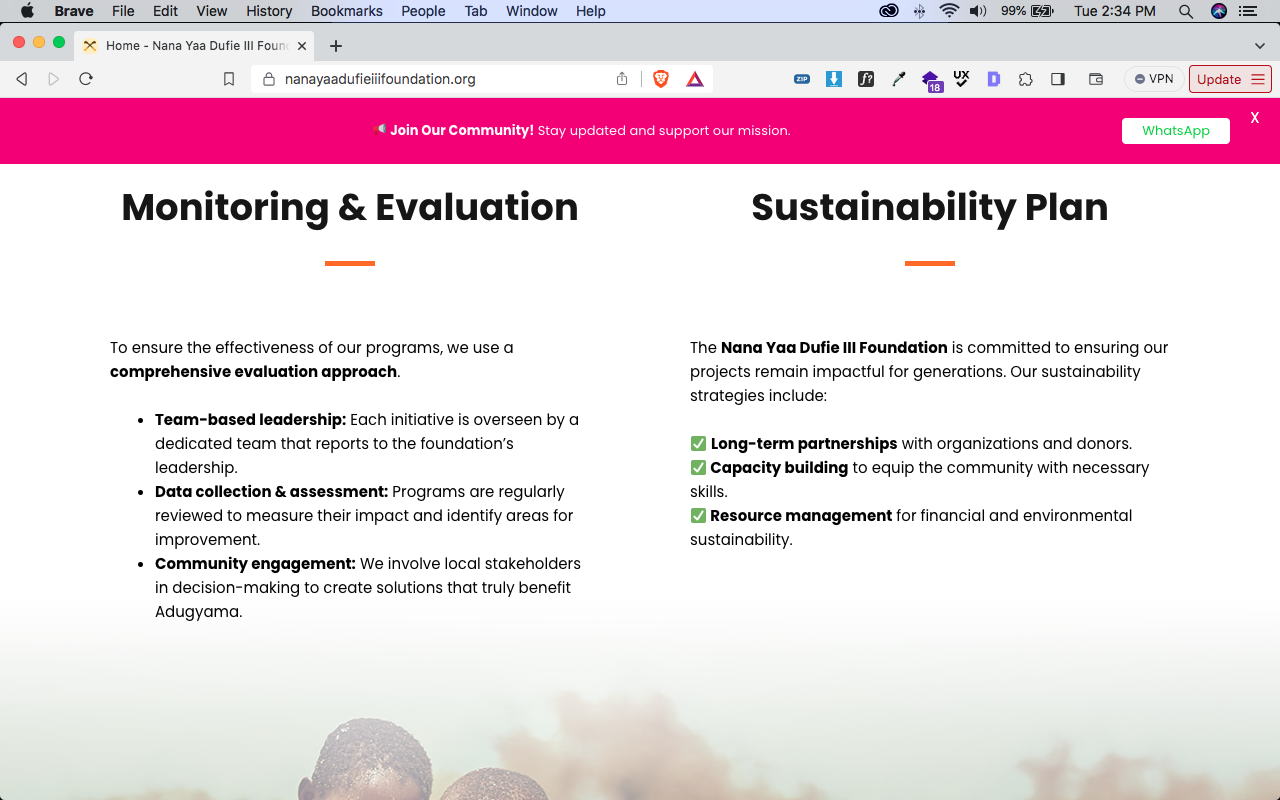 Brave File Edit View History Bookmarks People Tab Window Help 99% Tue 2:34 PM
Home - Nana Yaa Dufie III Foun
nanayaadufieiiifoundation.org ZIP f? 18 UX D VPN Update
📢 Join Our Community! Stay updated and support our mission. WhatsApp X
Monitoring & Evaluation
To ensure the effectiveness of our programs, we use a
comprehensive evaluation approach.
• Team-based leadership: Each initiative is overseen by a
dedicated team that reports to the foundation’s
leadership.
• Data collection & assessment: Programs are regularly
reviewed to measure their impact and identify areas for
improvement.
• Community engagement: We involve local stakeholders
in decision-making to create solutions that truly benefit
Adugyama.
Sustainability Plan
The Nana Yaa Dufie III Foundation is committed to ensuring our
projects remain impactful for generations. Our sustainability
strategies include:
✅ Long-term partnerships with organizations and donors.
✅ Capacity building to equip the community with necessary
skills.
✅ Resource management for financial and environmental
sustainability.